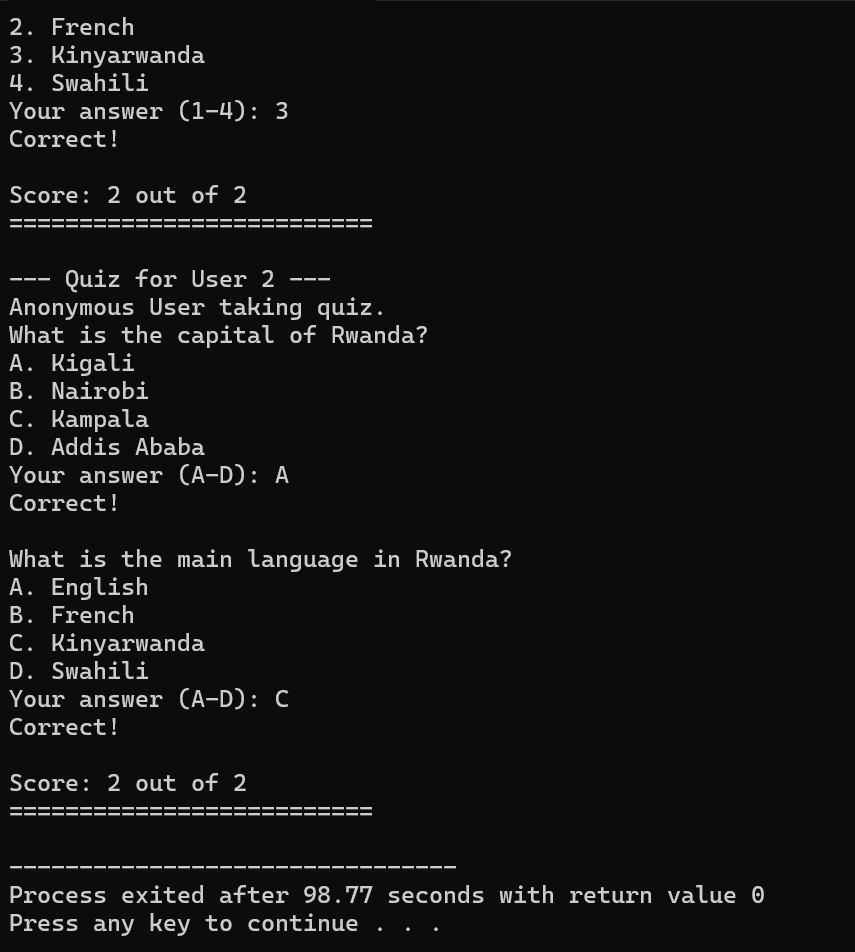 2. French
3. Kinyarwanda
4. Swahili
Your answer (1-4): 3
Correct!
Score: 2 out of 2
==========================
--- Quiz for User 2 ---
Anonymous User taking quiz.
What is the capital of Rwanda?
A. Kigali
B. Nairobi
C. Kampala
D. Addis Ababa
Your answer (A-D): A
Correct!
What is the main language in Rwanda?
A. English
B. French
C. Kinyarwanda
D. Swahili
Your answer (A-D): C
Correct!
Score: 2 out of 2
==========================
--------------------------------
Process exited after 98.77 seconds with return value 0
Press any key to continue . . .